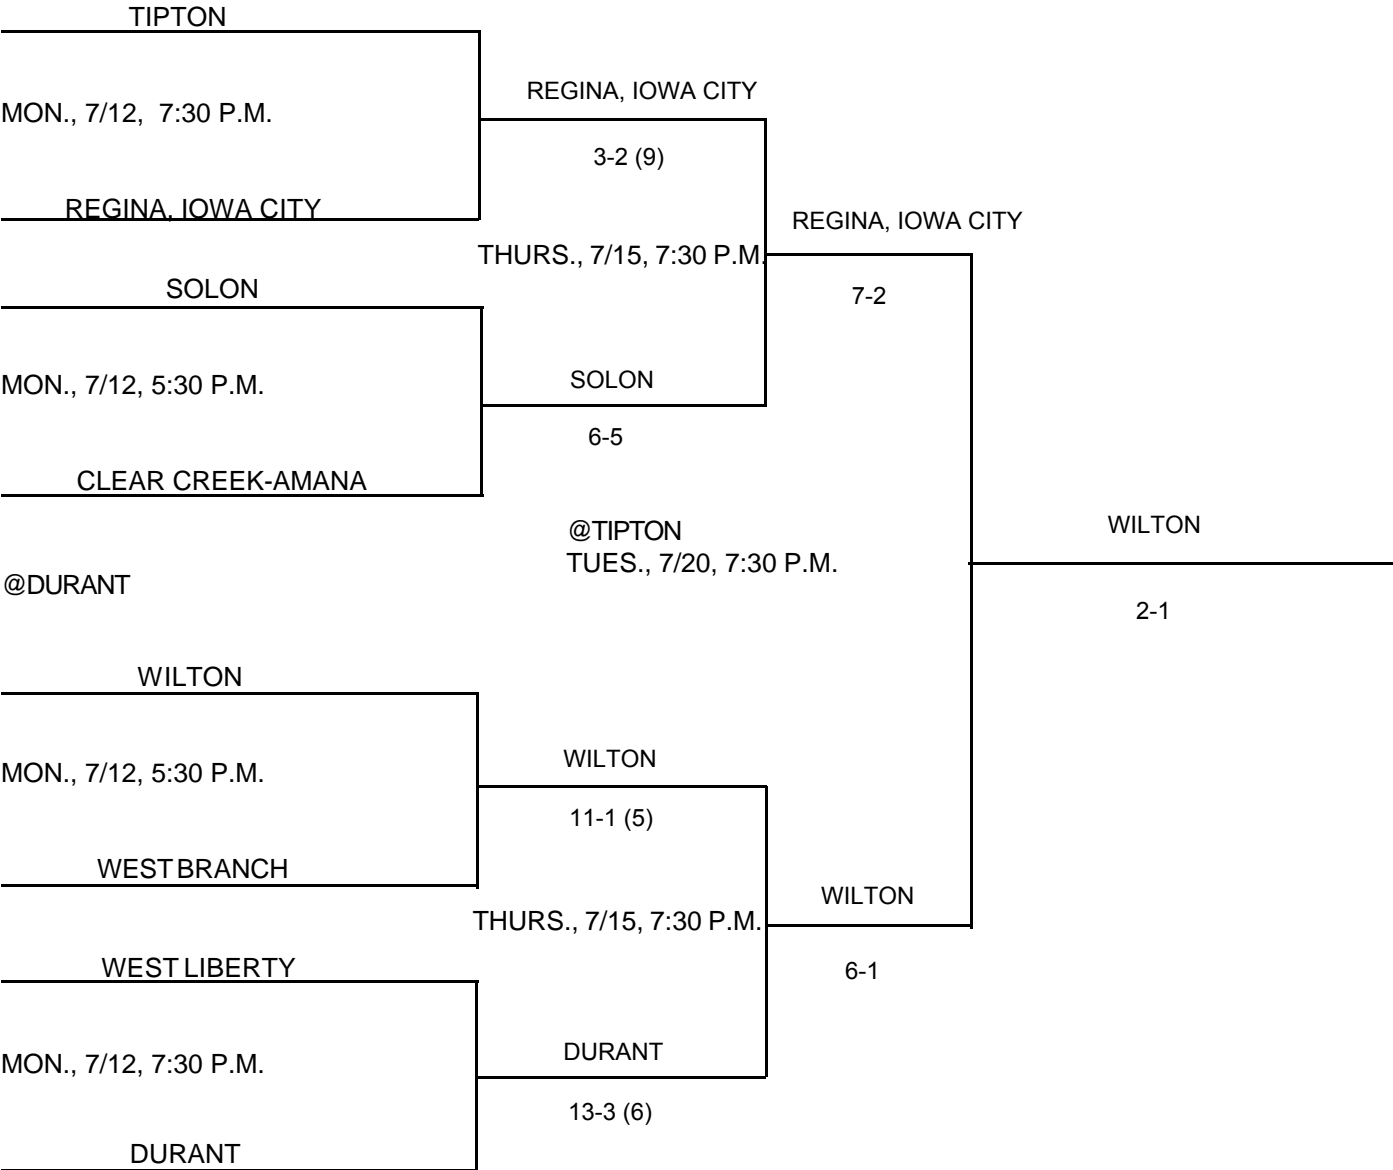 TIPTON
REGINA, IOWA CITY
MON., 7/12, 7:30 P.M.
3-2 (9)
REGINA, IOWA CITY
REGINA, IOWA CITY
THURS., 7/15, 7:30 P.M.
SOLON
7-2
MON., 7/12, 5:30 P.M.
SOLON
6-5
CLEAR CREEK-AMANA
WILTON
@TIPTON
TUES., 7/20, 7:30 P.M.
@DURANT
2-1
WILTON
WILTON
MON., 7/12, 5:30 P.M.
11-1 (5)
WEST BRANCH
WILTON
THURS., 7/15, 7:30 P.M.
WEST LIBERTY
6-1
DURANT
MON., 7/12, 7:30 P.M.
13-3 (6)
DURANT